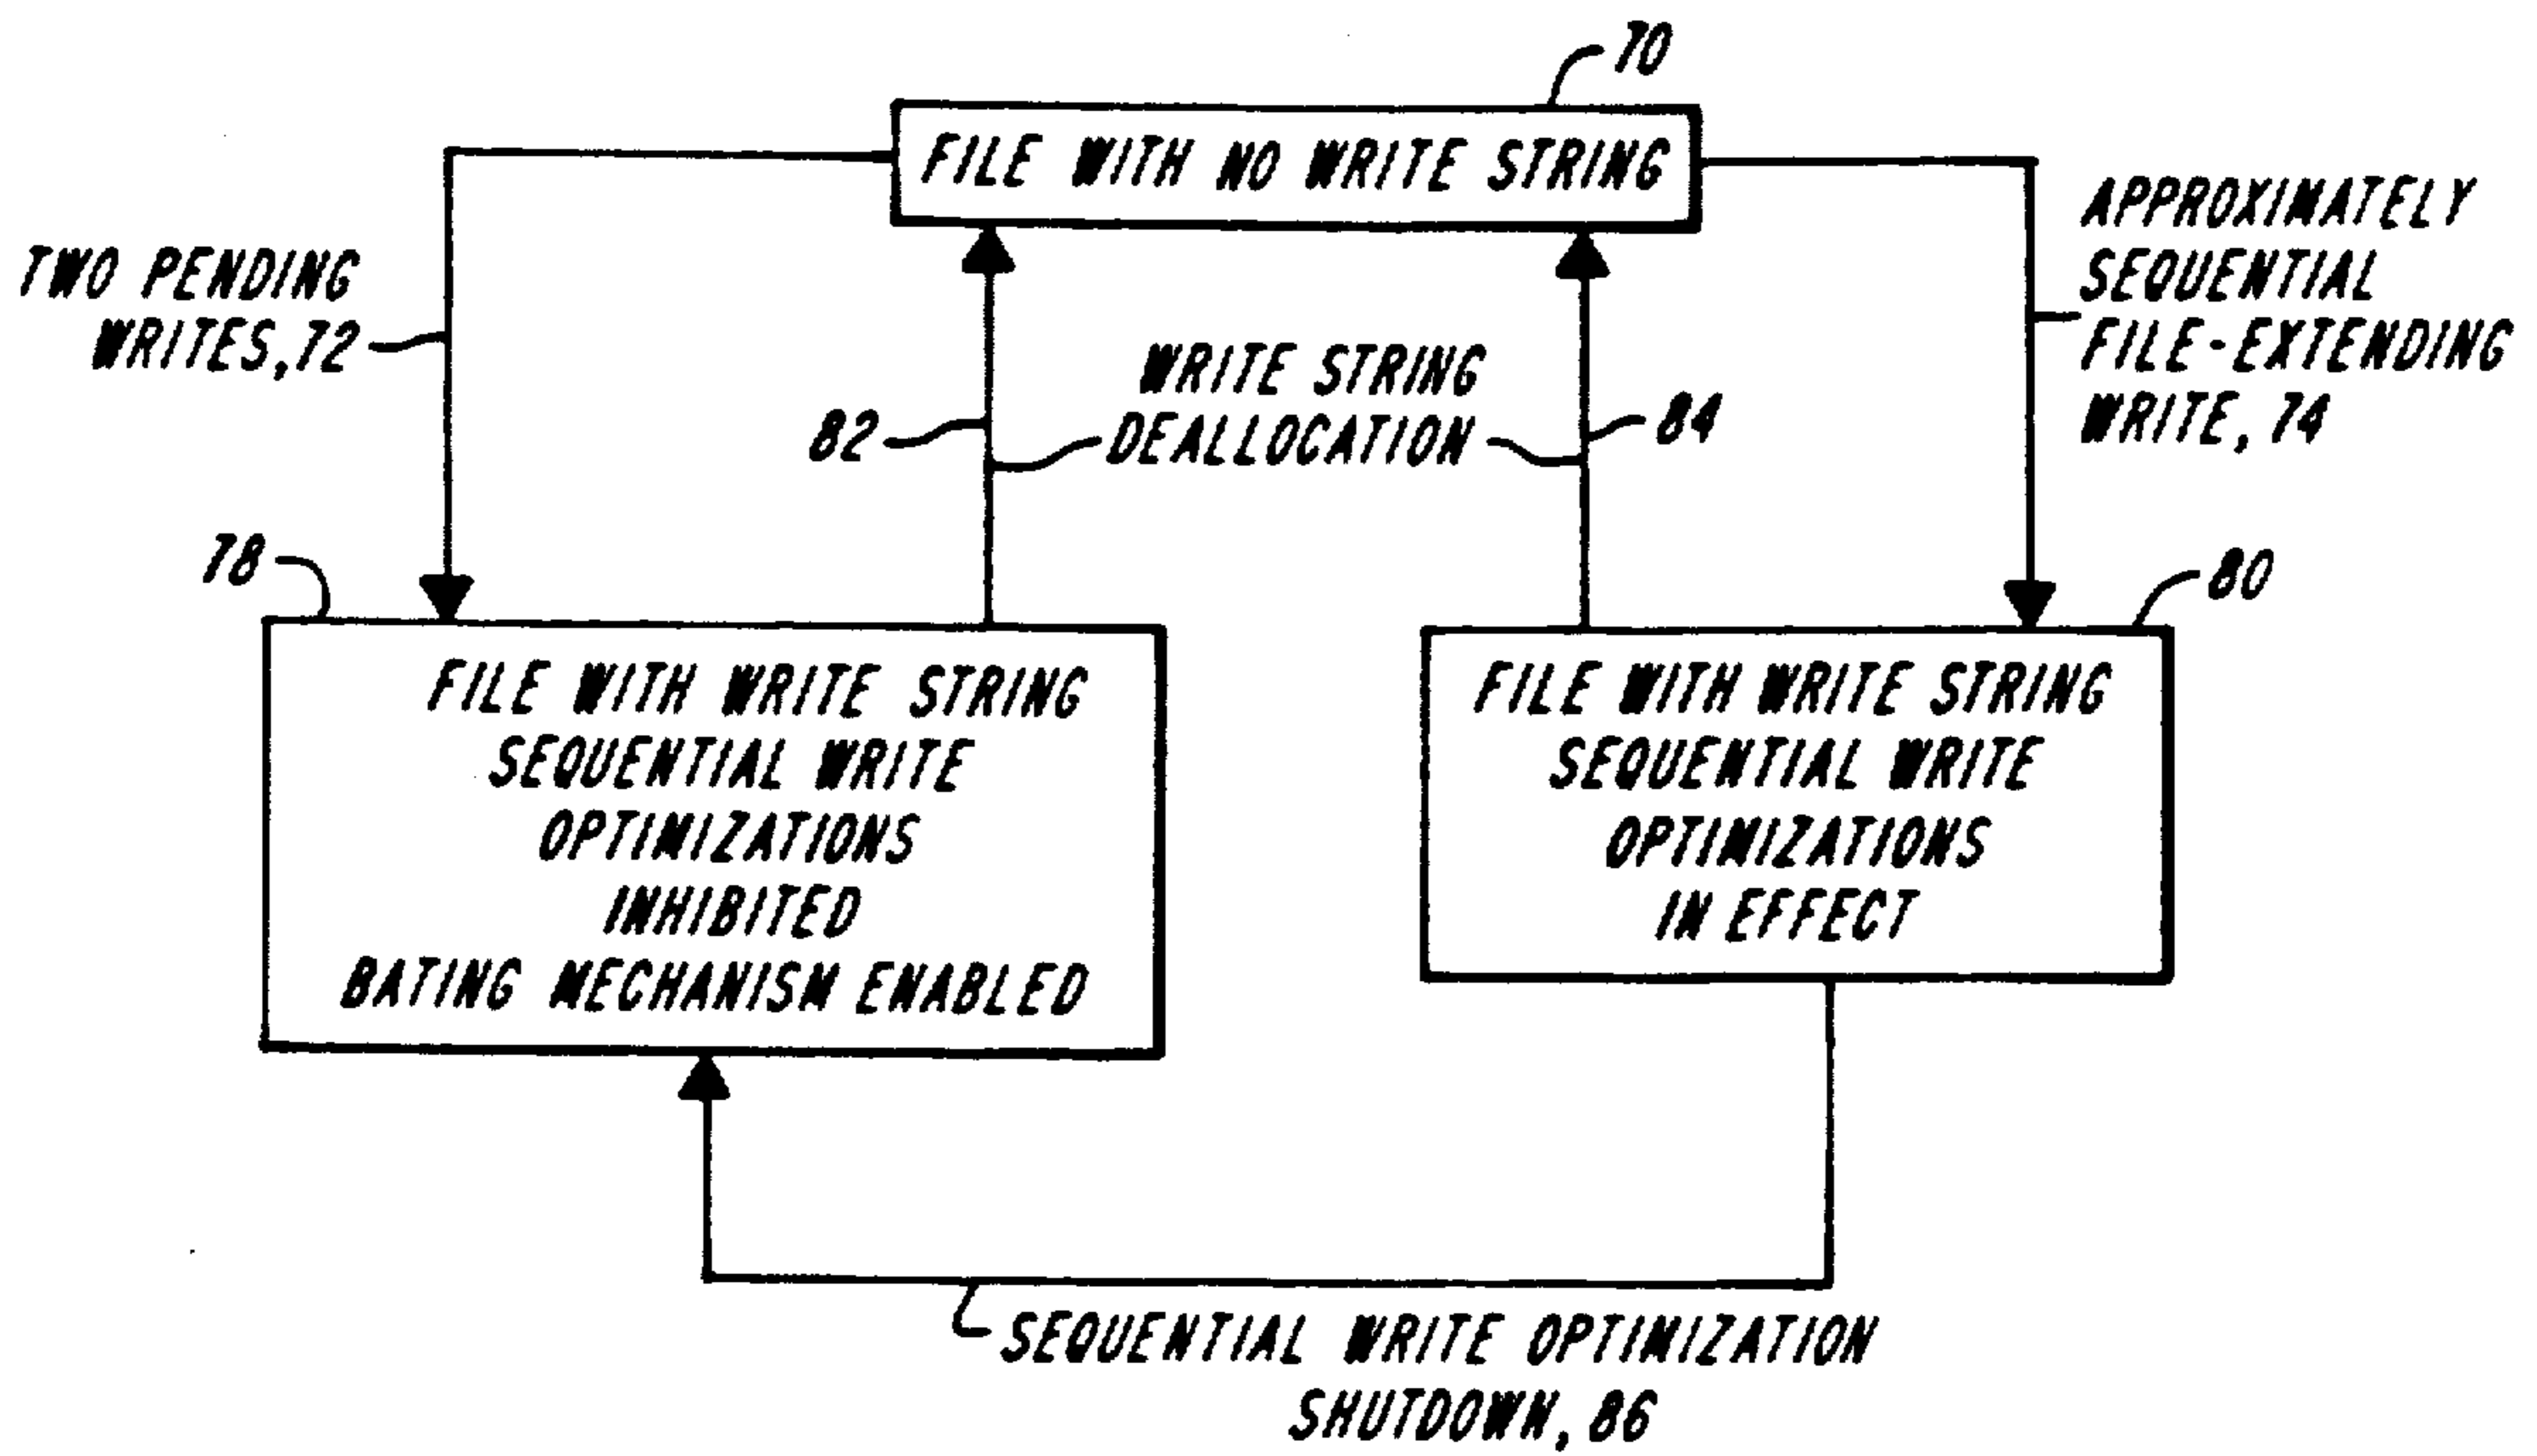 70
FILE WITH NO WRITE STRING
TWO PENDING
WRITES,72
APPROXIMATELY
SEQUENTIAL
FILE-EXTENDING
WRITE, 74
WRITE STRING
DEALLOCATION
82
84
78
80
FILE WITH WRITE STRING
SEQUENTIAL WRITE
OPTIMIZATIONS
INHIBITED
BATING MECHANISM ENABLED
FILE WITH WRITE STRING
SEQUENTIAL WRITE
OPTIMIZATIONS
IN EFFECT
SEQUENTIAL WRITE OPTIMIZATION
SHUTDOWN, 86